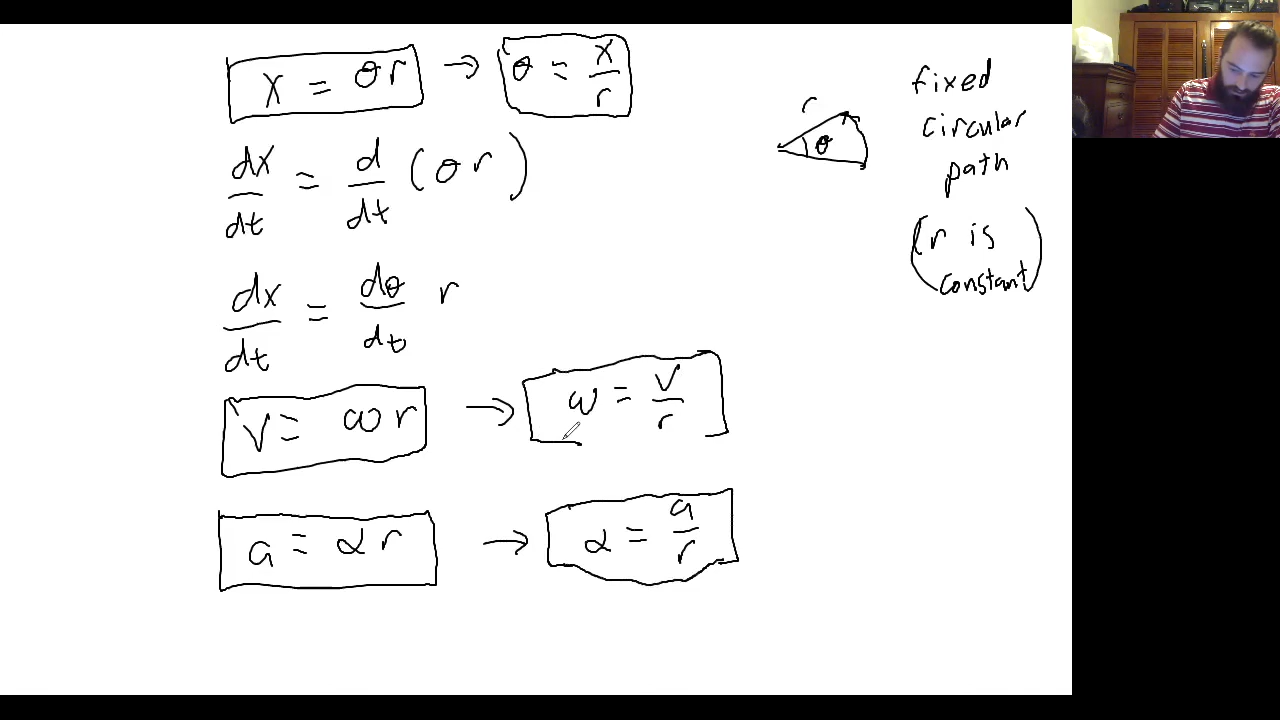 x = θr → θ = x/r
dx/dt = d/dt (θr)
dx/dt = dθ/dt r
v = ωr → ω = v/r
a = αr → α = a/r
r
θ
fixed
circular
path
(r is
constant)